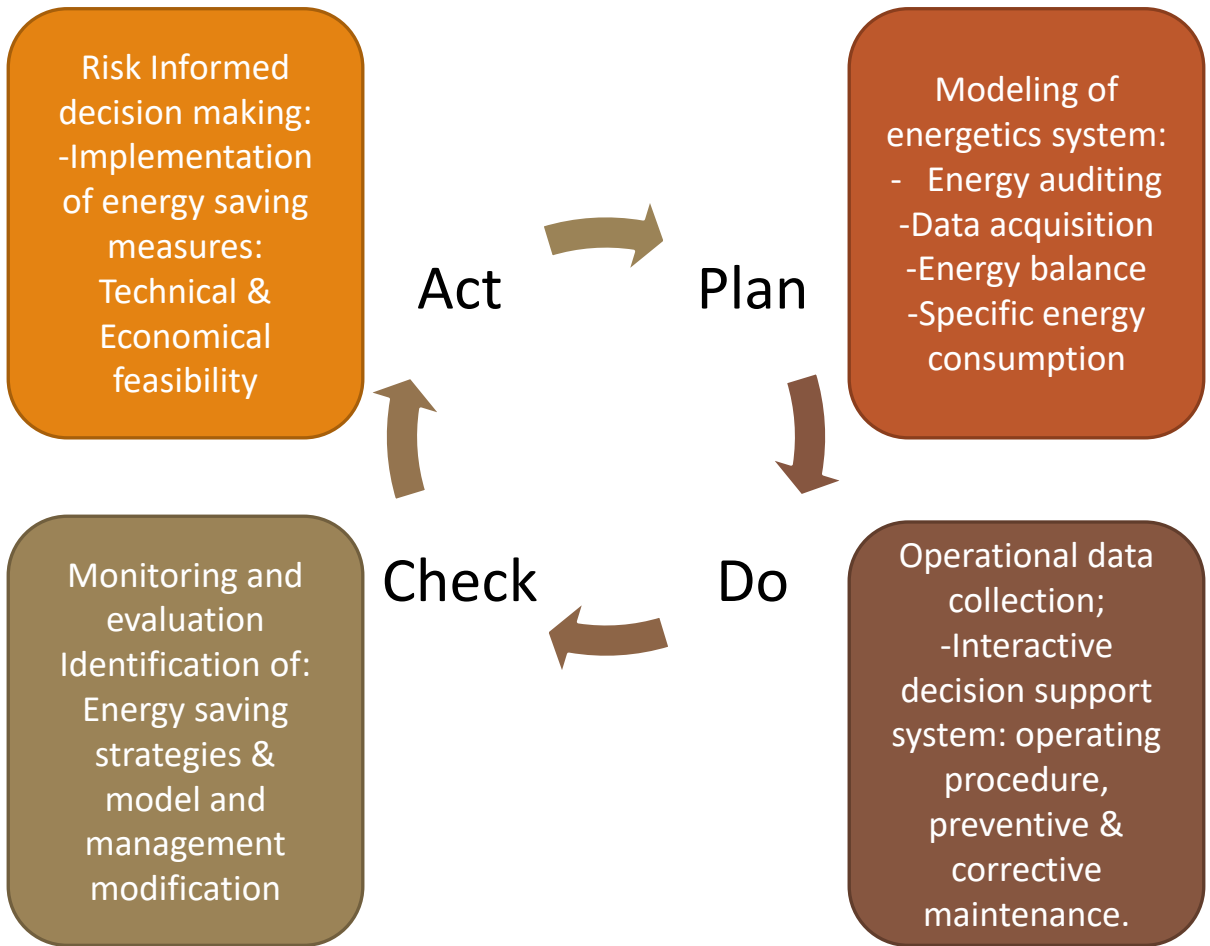 Risk Informed
decision making:
-Implementation
of energy saving
measures:
Technical &
Economical
feasibility
Act
Plan
Modeling of
energetics system:
- Energy auditing
-Data acquisition
-Energy balance
-Specific energy
consumption
Monitoring and
evaluation
Identification of:
Energy saving
strategies &
model and
management
modification
Check
Do
Operational data
collection;
-Interactive
decision support
system: operating
procedure,
preventive &
corrective
maintenance.